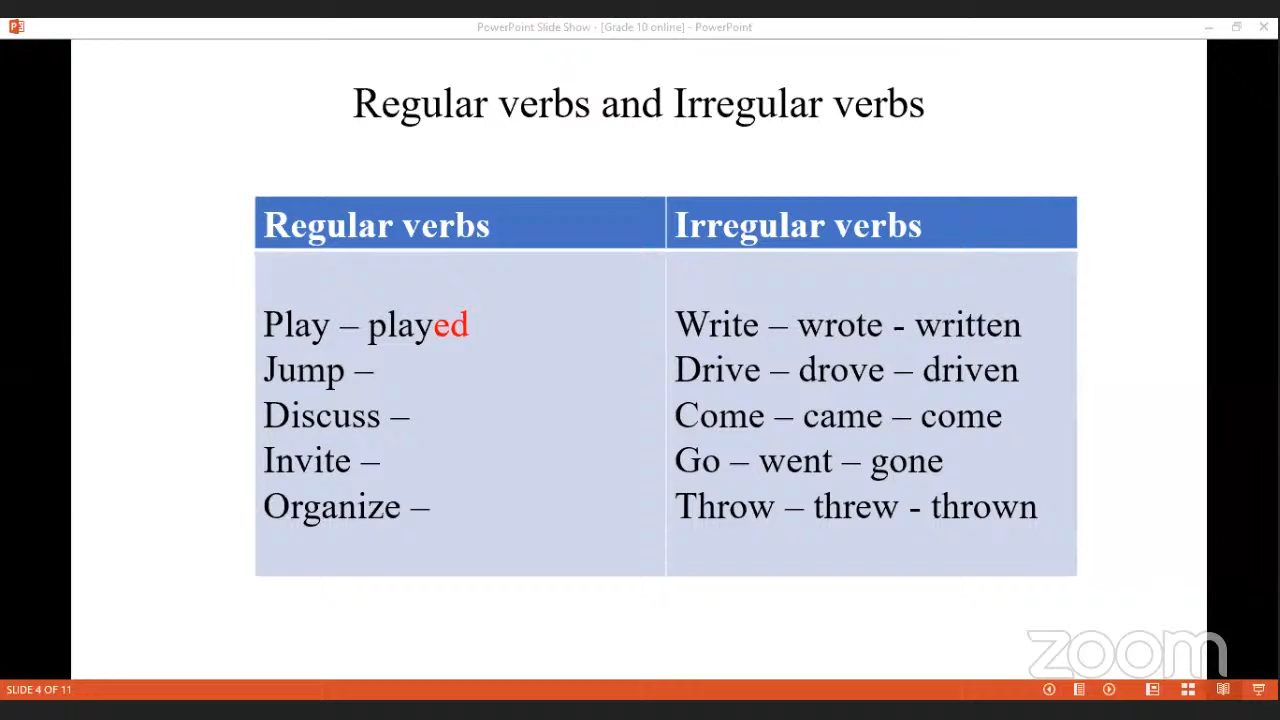 PowerPoint Slide Show - [Grade 10 online] - PowerPoint
Regular verbs and Irregular verbs
Regular verbs
Irregular verbs
Play – played
Jump –
Discuss –
Invite –
Organize –
Write – wrote - written
Drive – drove – driven
Come – came – come
Go – went – gone
Throw – threw - thrown
zoom
SLIDE 4 OF 11